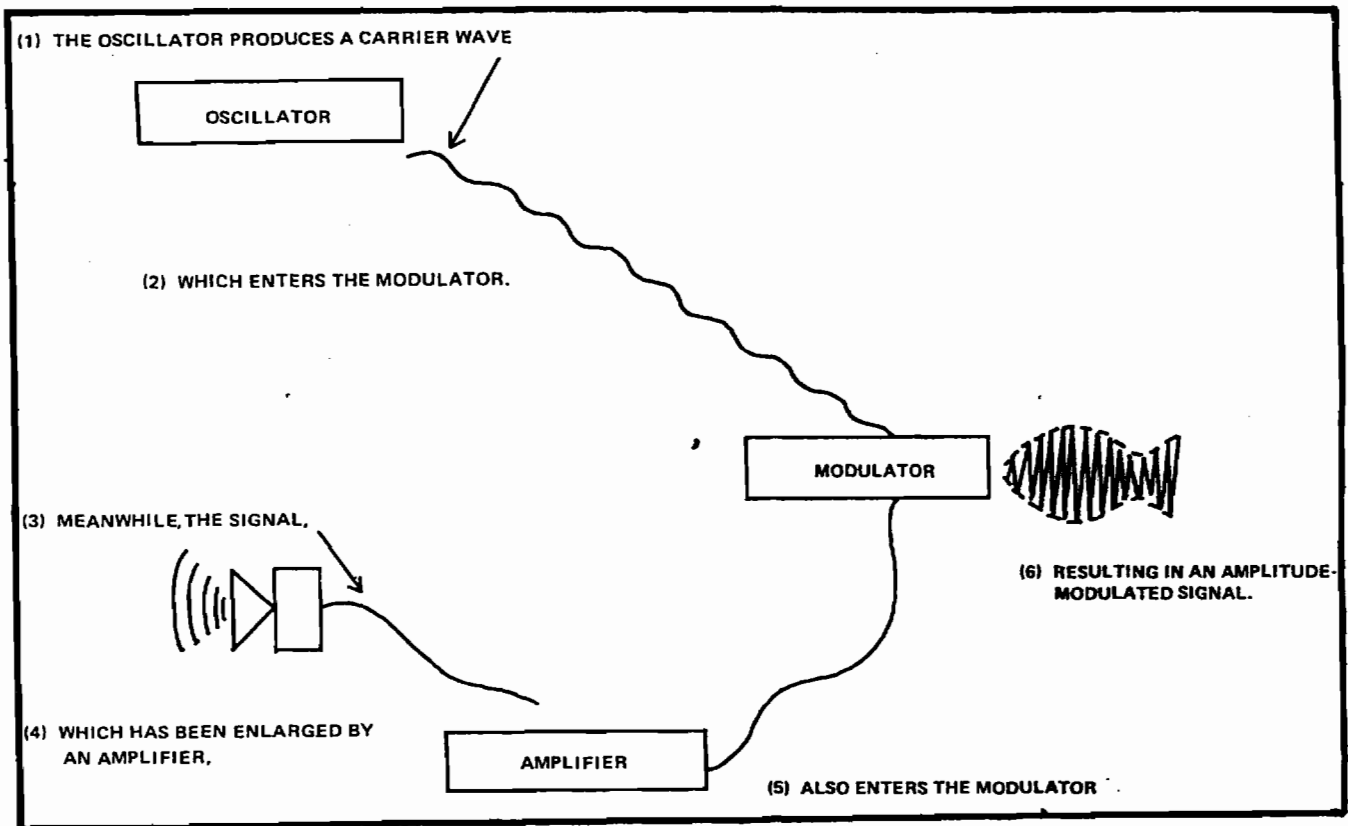 (1) THE OSCILLATOR PRODUCES A CARRIER WAVE
OSCILLATOR
(2) WHICH ENTERS THE MODULATOR.
MODULATOR
(3) MEANWHILE, THE SIGNAL,
(6) RESULTING IN AN AMPLITUDE-
MODULATED SIGNAL.
(4) WHICH HAS BEEN ENLARGED BY
AN AMPLIFIER,
AMPLIFIER
(5) ALSO ENTERS THE MODULATOR